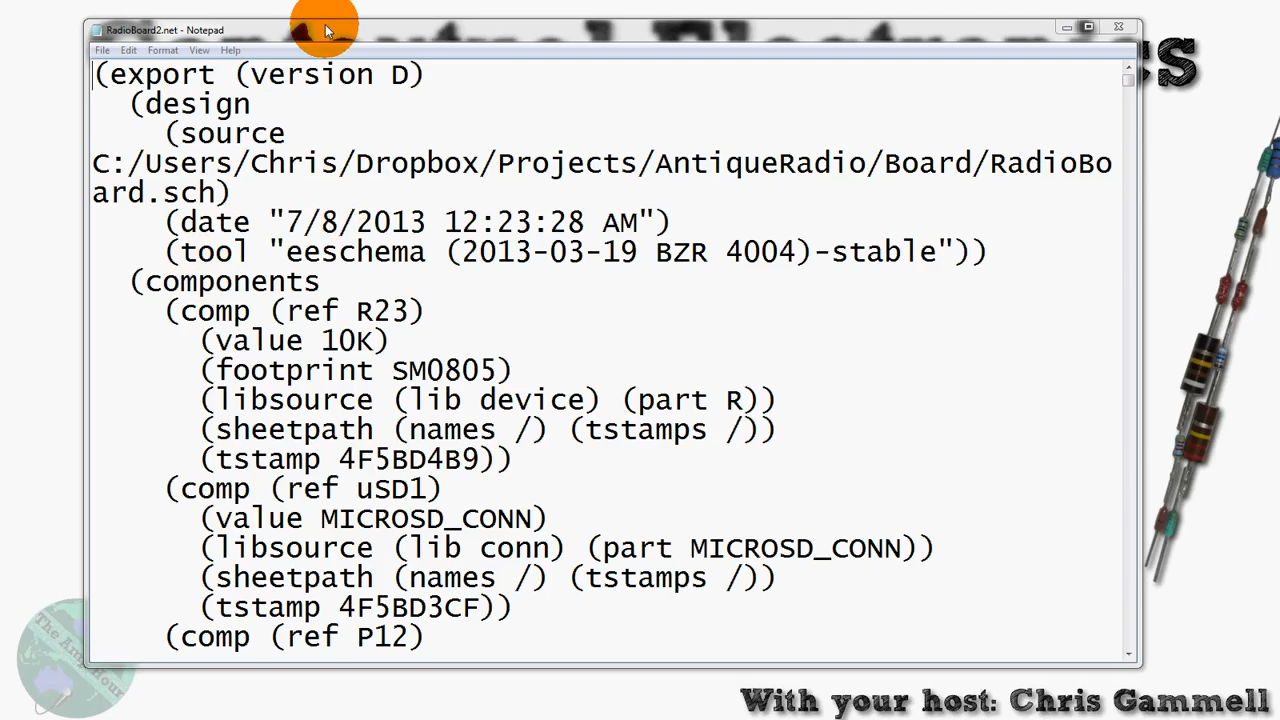 RadioBoard2.net - Notepad
File Edit Format View Help
(export (version D)
(design
(source
C:/Users/Chris/Dropbox/Projects/AntiqueRadio/Board/RadioBo
ard.sch)
(date "7/8/2013 12:23:28 AM")
(tool "eeschema (2013-03-19 BZR 4004)-stable"))
(components
(comp (ref R23)
(value 10K)
(footprint SM0805)
(libsource (lib device) (part R))
(sheetpath (names /) (tstamps /))
(tstamp 4F5BD4B9))
(comp (ref uSD1)
(value MICROSD_CONN)
(libsource (lib conn) (part MICROSD_CONN))
(sheetpath (names /) (tstamps /))
(tstamp 4F5BD3CF))
(comp (ref P12)
The Amp Hour
With your host: Chris Gammell